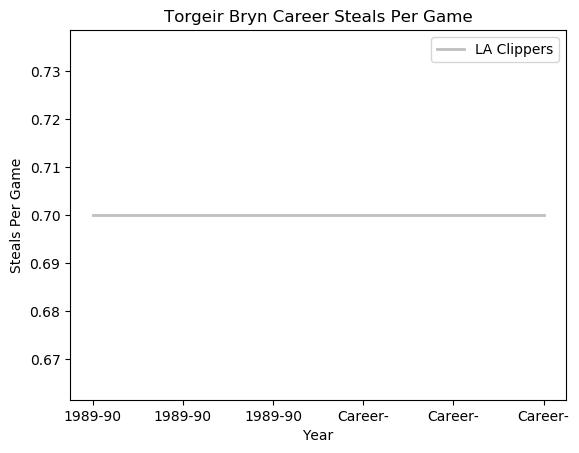 Torgeir Bryn Career Steals Per Game
LA Clippers
Steals Per Game
0.73
0.72
0.71
0.70
0.69
0.68
0.67
1989-90 1989-90 1989-90 Career- Career- Career-
Year